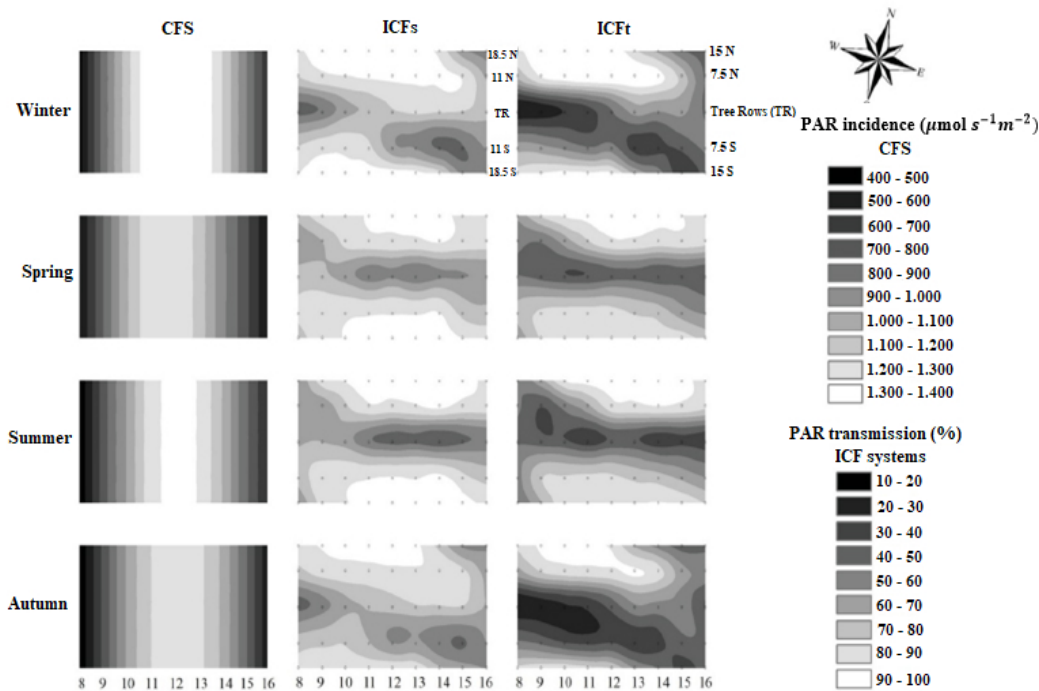 CFS ICFs ICFt
N
W
E
18.5 N 15 N
11 N 7.5 N
Winter TR Tree Rows (TR)
11 S 7.5 S
18.5 S 15 S
PAR incidence (μmol s−1m−2)
CFS
400 - 500
500 - 600
600 - 700
700 - 800
800 - 900
900 - 1.000
1.000 - 1.100
1.100 - 1.200
1.200 - 1.300
1.300 - 1.400
Spring
Summer
PAR transmission (%)
ICF systems
10 - 20
20 - 30
30 - 40
40 - 50
50 - 60
60 - 70
70 - 80
80 - 90
90 - 100
Autumn
8 9 10 11 12 13 14 15 16 8 9 10 11 12 13 14 15 16 8 9 10 11 12 13 14 15 16